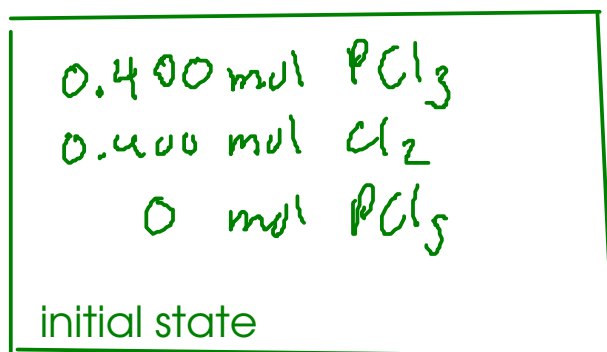 0.400 mol PCl₃
0.400 mol Cl₂
0 mol PCl₅
initial state